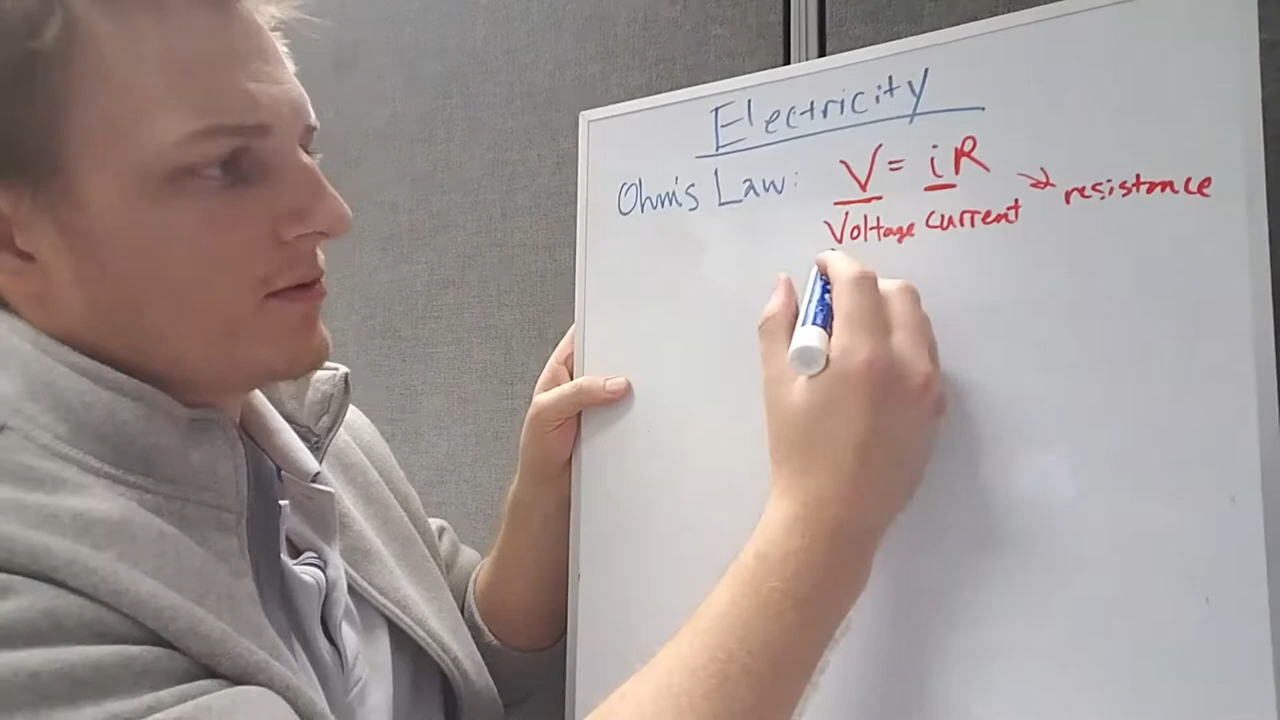 Electricity
Ohm's Law: V = iR
Voltage current → resistance